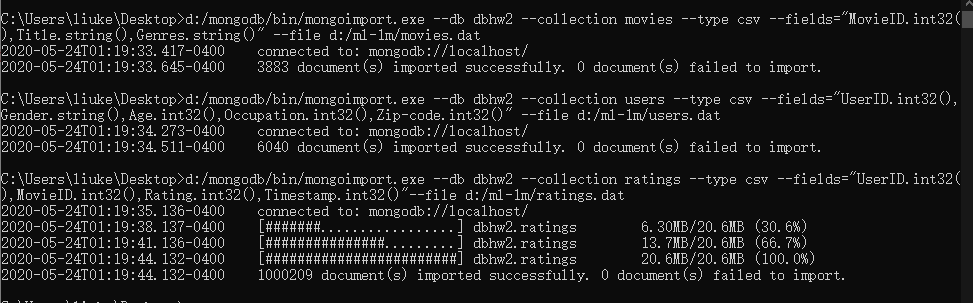 C:\Users\liuke\Desktop>d:/mongodb/bin/mongoimport.exe --db dbhw2 --collection movies --type csv --fields="MovieID.int32(
),Title.string(),Genres.string()" --file d:/ml-lm/movies.dat
2020-05-24T01:19:33.417-0400    connected to: mongodb://localhost/
2020-05-24T01:19:33.645-0400    3883 document(s) imported successfully. 0 document(s) failed to import.
C:\Users\liuke\Desktop>d:/mongodb/bin/mongoimport.exe --db dbhw2 --collection users --type csv --fields="UserID.int32(),
Gender.string(),Age.int32(),Occupation.int32(),Zip-code.int32()" --file d:/ml-lm/users.dat
2020-05-24T01:19:34.273-0400    connected to: mongodb://localhost/
2020-05-24T01:19:34.511-0400    6040 document(s) imported successfully. 0 document(s) failed to import.
C:\Users\liuke\Desktop>d:/mongodb/bin/mongoimport.exe --db dbhw2 --collection ratings --type csv --fields="UserID.int32(
),MovieID.int32(),Rating.int32(),Timestamp.int32()"--file d:/ml-lm/ratings.dat
2020-05-24T01:19:35.136-0400    connected to: mongodb://localhost/
2020-05-24T01:19:38.137-0400    [#######.................] dbhw2.ratings        6.30MB/20.6MB (30.6%)
2020-05-24T01:19:41.136-0400    [###############.........] dbhw2.ratings        13.7MB/20.6MB (66.7%)
2020-05-24T01:19:44.132-0400    [########################] dbhw2.ratings        20.6MB/20.6MB (100.0%)
2020-05-24T01:19:44.132-0400    1000209 document(s) imported successfully. 0 document(s) failed to import.